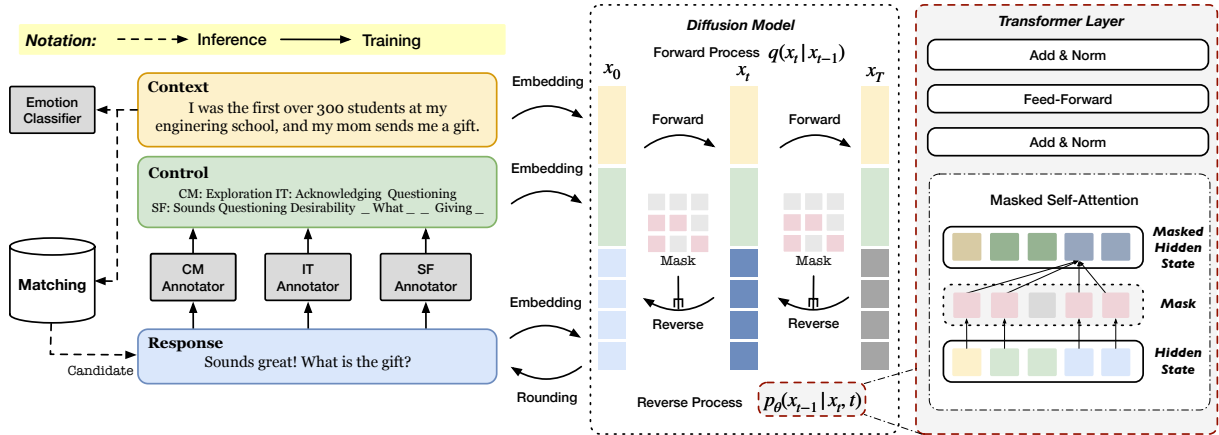 Notation: Inference Training
Emotion
Classifier
Context
I was the first over 300 students at my
enginering school, and my mom sends me a gift.
Control
CM: Exploration IT: Acknowledging Questioning
SF: Sounds Questioning Desirability _ What _ _ Giving _
Matching
CM
Annotator
IT
Annotator
SF
Annotator
Response
Sounds great! What is the gift?
Candidate
Embedding
Embedding
Embedding
Rounding
Diffusion Model
Forward Process q(x_t|x_{t-1})
x_0 x_t x_T
Forward Forward
Mask Mask
Reverse Reverse
Reverse Process p_θ(x_{t-1}|x_t, t)
Transformer Layer
Add & Norm
Feed-Forward
Add & Norm
Masked Self-Attention
Masked
Hidden
State
Mask
Hidden
State